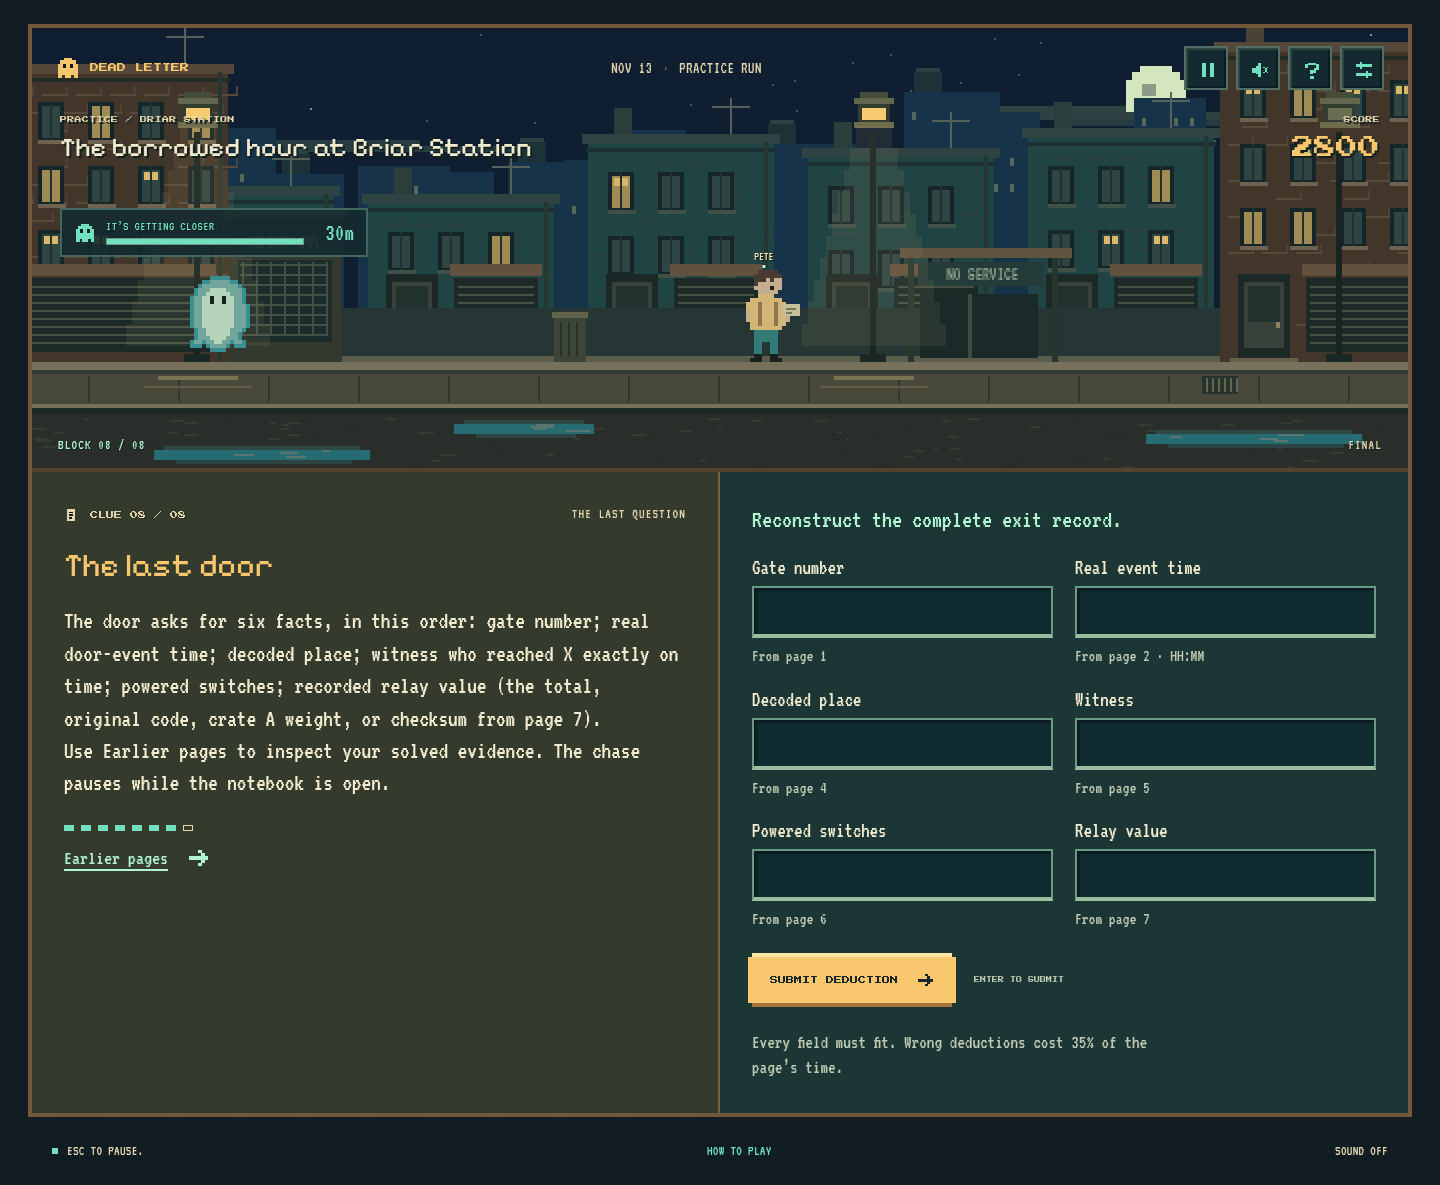 DEAD LETTER
NOV 13 · PRACTICE RUN
PRACTICE / BRIAR STATION
The borrowed hour at Briar Station
SCORE
2800
IT'S GETTING CLOSER
30m
PETE
NO SERVICE
BLOCK 08 / 08
FINAL
CLUE 08 / 08
THE LAST QUESTION
The last door
The door asks for six facts, in this order: gate number; real
door-event time; decoded place; witness who reached X exactly on
time; powered switches; recorded relay value (the total,
original code, crate A weight, or checksum from page 7).
Use Earlier pages to inspect your solved evidence. The chase
pauses while the notebook is open.
Earlier pages
Reconstruct the complete exit record.
Gate number
Real event time
From page 1
From page 2 · HH:MM
Decoded place
Witness
From page 4
From page 5
Powered switches
Relay value
From page 6
From page 7
SUBMIT DEDUCTION
ENTER TO SUBMIT
Every field must fit. Wrong deductions cost 35% of the
page's time.
ESC TO PAUSE.
HOW TO PLAY
SOUND OFF